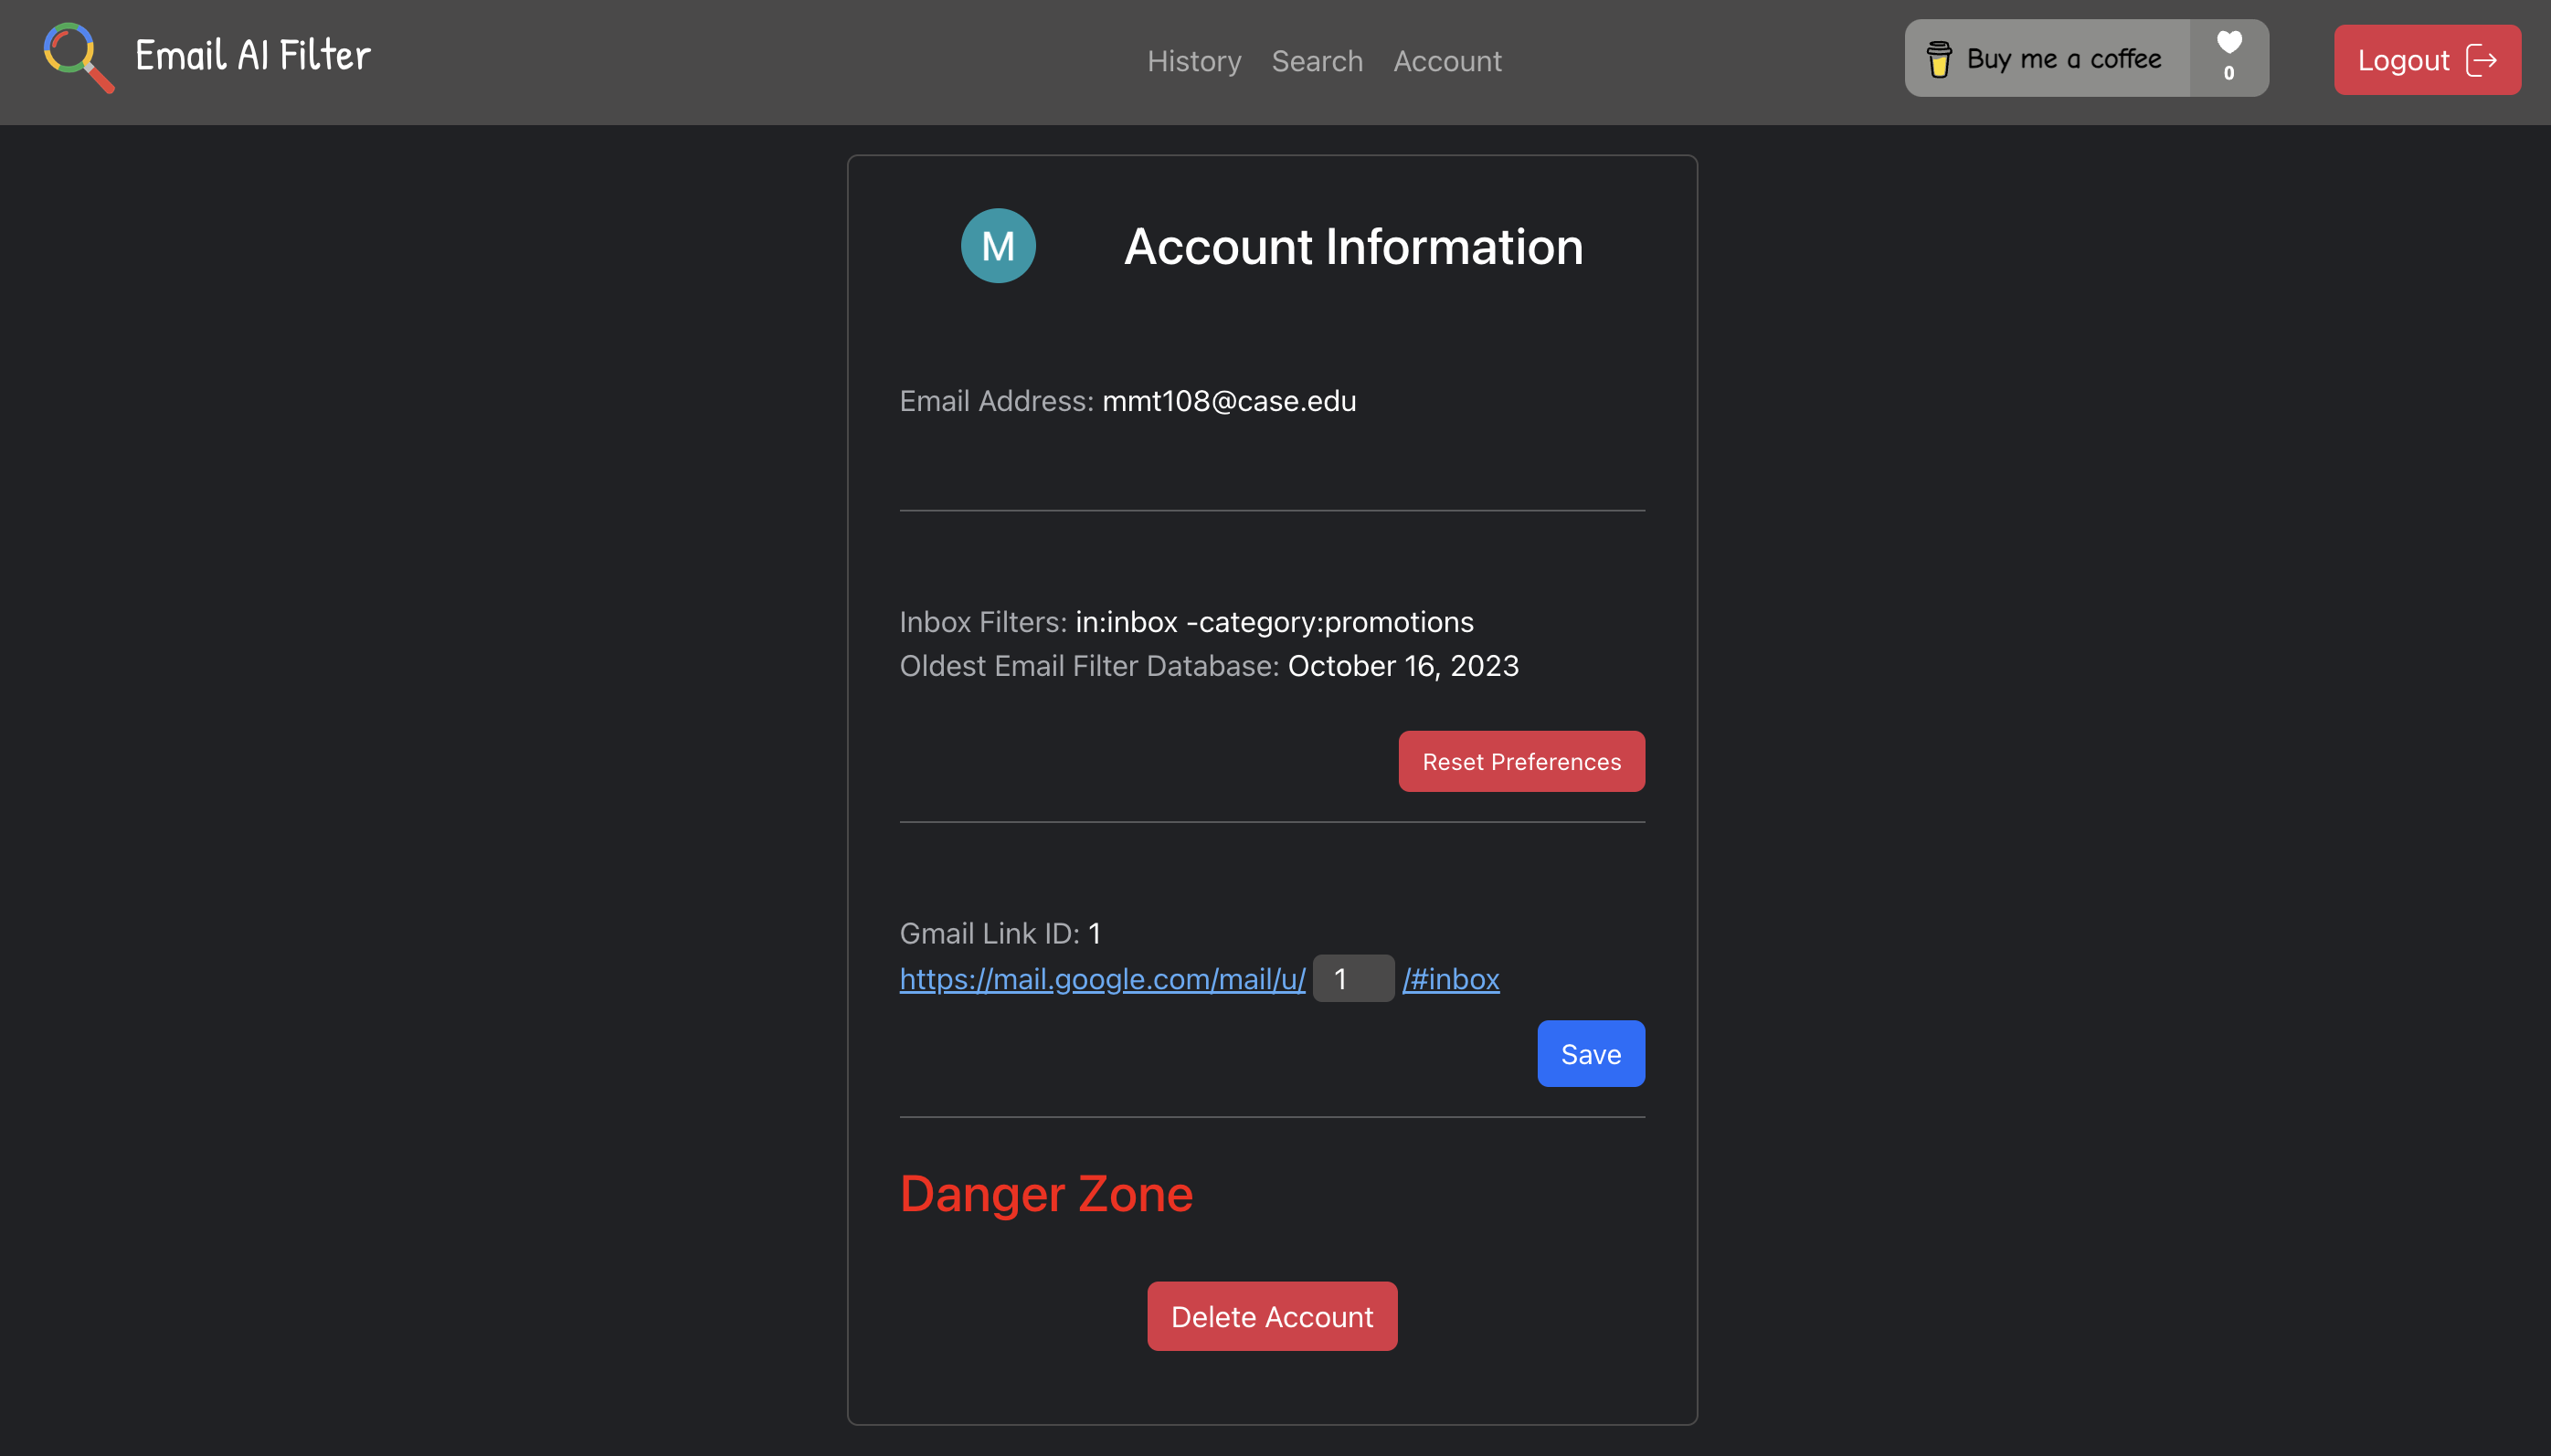 Email AI Filter
History Search Account
Buy me a coffee
0
Logout
M
Account Information
Email Address: mmt108@case.edu
Inbox Filters: in:inbox -category:promotions
Oldest Email Filter Database: October 16, 2023
Reset Preferences
Gmail Link ID: 1
https://mail.google.com/mail/u/ 1 /#inbox
Save
Danger Zone
Delete Account